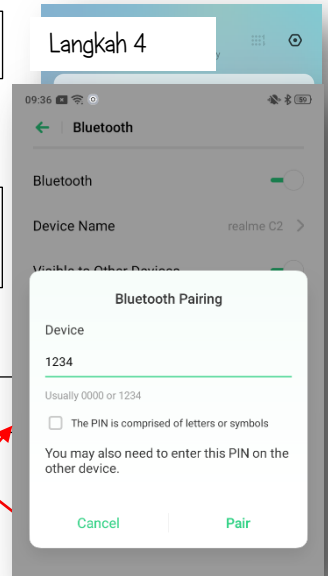 Langkah 4
y
09:36
59
Bluetooth
Bluetooth
Device Name realme C2
Visible to Other Devices
Bluetooth Pairing
Device
1234
Usually 0000 or 1234
The PIN is comprised of letters or symbols
You may also need to enter this PIN on the
other device.
Cancel Pair